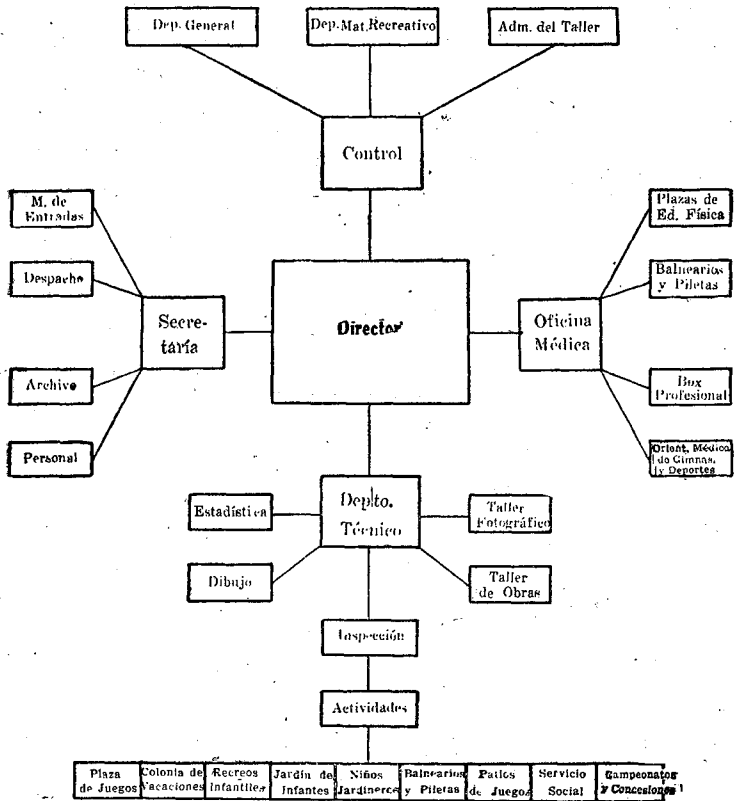 Dep. General
Dep. Mat. Recreativo
Adm. del Taller
Control
M. de
Entradas
Despacho
Archivo
Personal
Secre-
taría
Director
Oficina
Médica
Plazas de
Ed. Física
Balnearios
y Piletas
Box
Profesional
Orient. Médica
de Gimnas.
y Deportes
Depto.
Técnico
Estadística
Dibujo
Taller
Fotográfico
Taller
de Obras
Inspección
Actividades
Plaza
de Juegos
Colonia de
Vacaciones
Recreos
Infantiles
Jardín de
Infantes
Niños
Jardineros
Balnearios
y Piletas
Patios
de Juegos
Servicio
Social
Campeonatos
y Concesiones